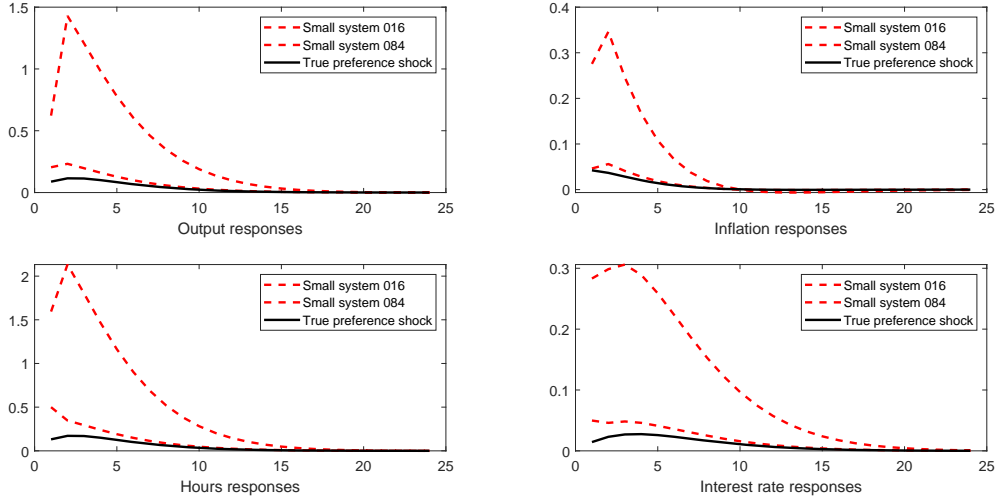 1.5
1
0.5
0
0 5 10 15 20 25
Output responses
Small system 016
Small system 084
True preference shock
0.4
0.3
0.2
0.1
0
0 5 10 15 20 25
Inflation responses
Small system 016
Small system 084
True preference shock
2
1.5
1
0.5
0
0 5 10 15 20 25
Hours responses
Small system 016
Small system 084
True preference shock
0.3
0.2
0.1
0
0 5 10 15 20 25
Interest rate responses
Small system 016
Small system 084
True preference shock